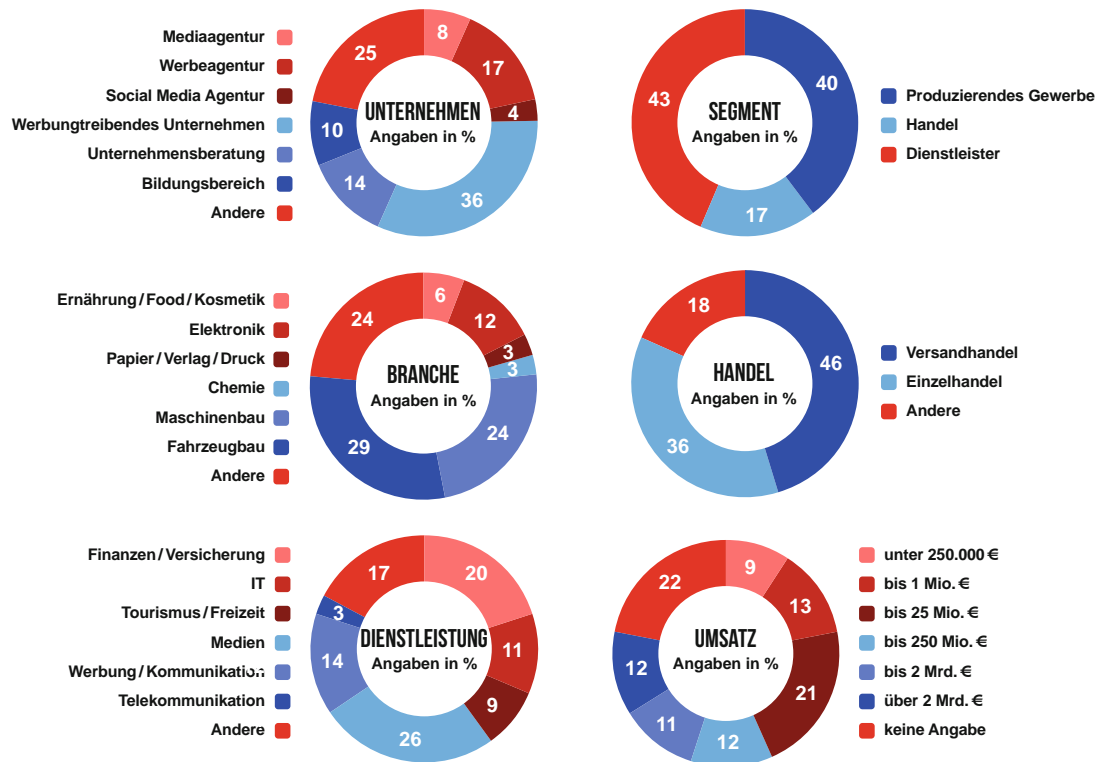 Mediaagentur
Werbeagentur
Social Media Agentur
Werbungtreibendes Unternehmen
Unternehmensberatung
Bildungsbereich
Andere
UNTERNEHMEN
Angaben in %
8
17
4
36
14
10
25
SEGMENT
Angaben in %
40
17
43
Produzierendes Gewerbe
Handel
Dienstleister
Ernährung / Food / Kosmetik
Elektronik
Papier / Verlag / Druck
Chemie
Maschinenbau
Fahrzeugbau
Andere
BRANCHE
Angaben in %
6
12
3
3
24
29
24
HANDEL
Angaben in %
46
36
18
Versandhandel
Einzelhandel
Andere
Finanzen / Versicherung
IT
Tourismus / Freizeit
Medien
Werbung / Kommunikation
Telekommunikation
Andere
DIENSTLEISTUNG
Angaben in %
20
11
9
26
14
3
17
UMSATZ
Angaben in %
9
13
21
12
11
12
22
unter 250.000 €
bis 1 Mio. €
bis 25 Mio. €
bis 250 Mio. €
bis 2 Mrd. €
über 2 Mrd. €
keine Angabe